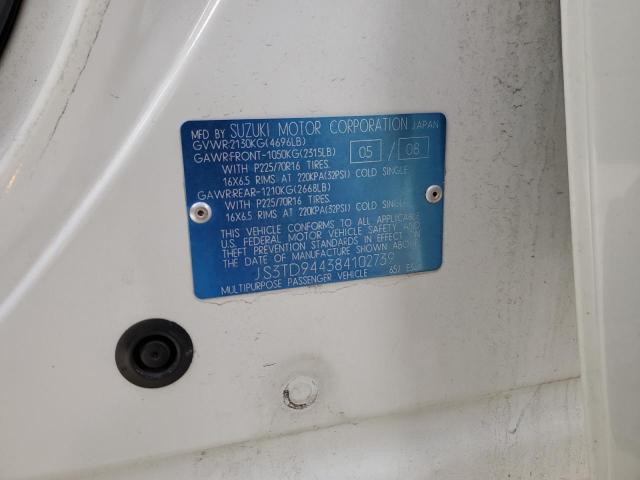 MFD BY SUZUKI MOTOR CORPORATION JAPAN
GVWR-2130KG(4696LB)
GAWR-FRONT-1050KG(2315LB) 05 / 08
WITH P225/70R16 TIRES.
16X6.5 RIMS AT 220KPA(32PSI) COLD SINGLE
GAWR-REAR-1210KG(2668LB)
WITH P225/70R16 TIRES.
16X6.5 RIMS AT 220KPA(32PSI) COLD SINGLE
THIS VEHICLE CONFORMS TO ALL APPLICABLE
U.S. FEDERAL MOTOR VEHICLE SAFETY AND
THEFT PREVENTION STANDARDS IN EFFECT ON
THE DATE OF MANUFACTURE SHOWN ABOVE.
JS3TD944384102739
MULTIPURPOSE PASSENGER VEHICLE 65J